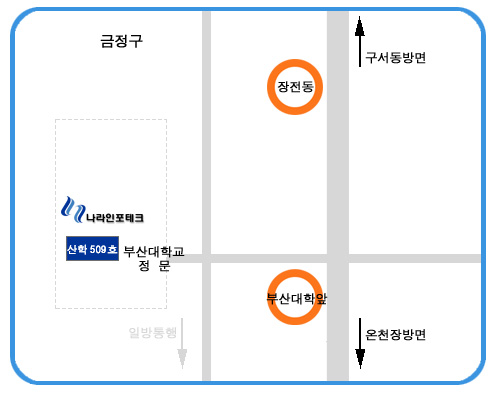 금정구
구서동방면
장전동
나라인포테크
산학 509호
부산대학교
정 문
부산대학앞
일방통행
온천장방면